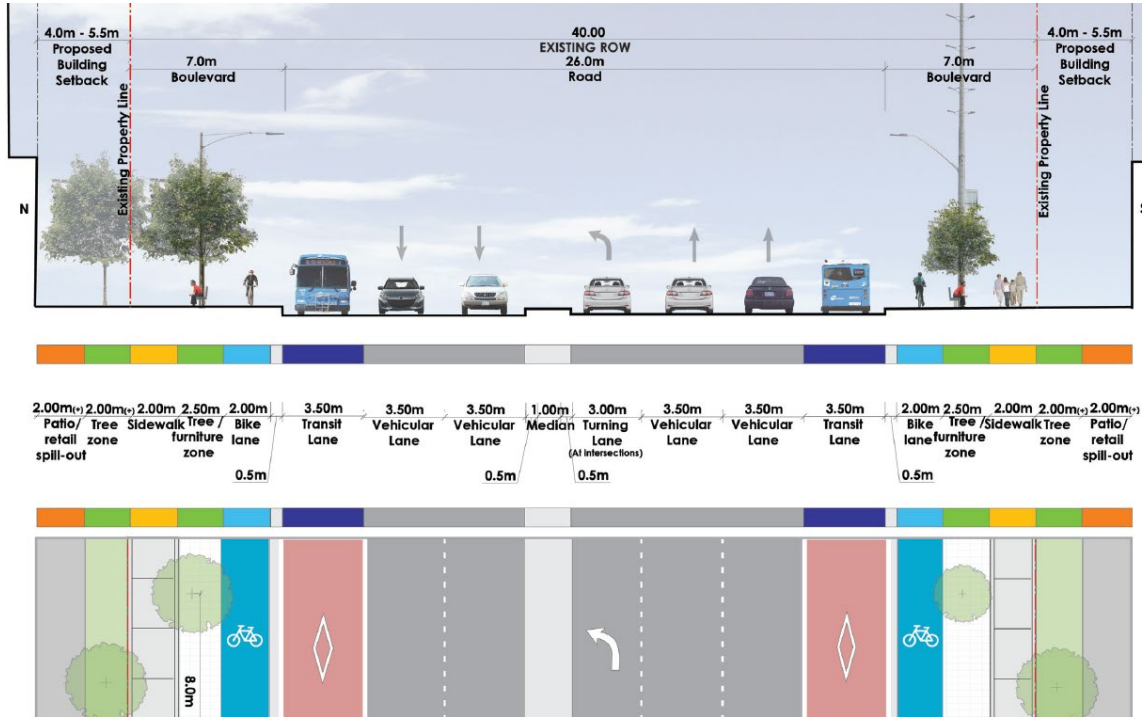 4.0m - 5.5m
Proposed
Building
Setback
40.00
EXISTING ROW
4.0m - 5.5m
Proposed
Building
Setback
7.0m
Boulevard
26.0m
Road
7.0m
Boulevard
Existing Property Line
Existing Property Line
N
2.00m(+)
Patio/
retail
spill-out
2.00m(+)
Tree
zone
2.00m
Sidewalk
2.50m
Tree /
furniture
zone
2.00m
Bike
lane
0.5m
3.50m
Transit
Lane
3.50m
Vehicular
Lane
3.50m
Vehicular
Lane
0.5m
1.00m
Median
0.5m
3.00m
Turning
Lane
(At intersections)
3.50m
Vehicular
Lane
3.50m
Vehicular
Lane
3.50m
Transit
Lane
0.5m
2.00m
Bike
lane
2.50m
Tree /
furniture
zone
2.00m
Sidewalk
2.00m(+)
Tree
zone
2.00m(+)
Patio/
retail
spill-out
8.0m